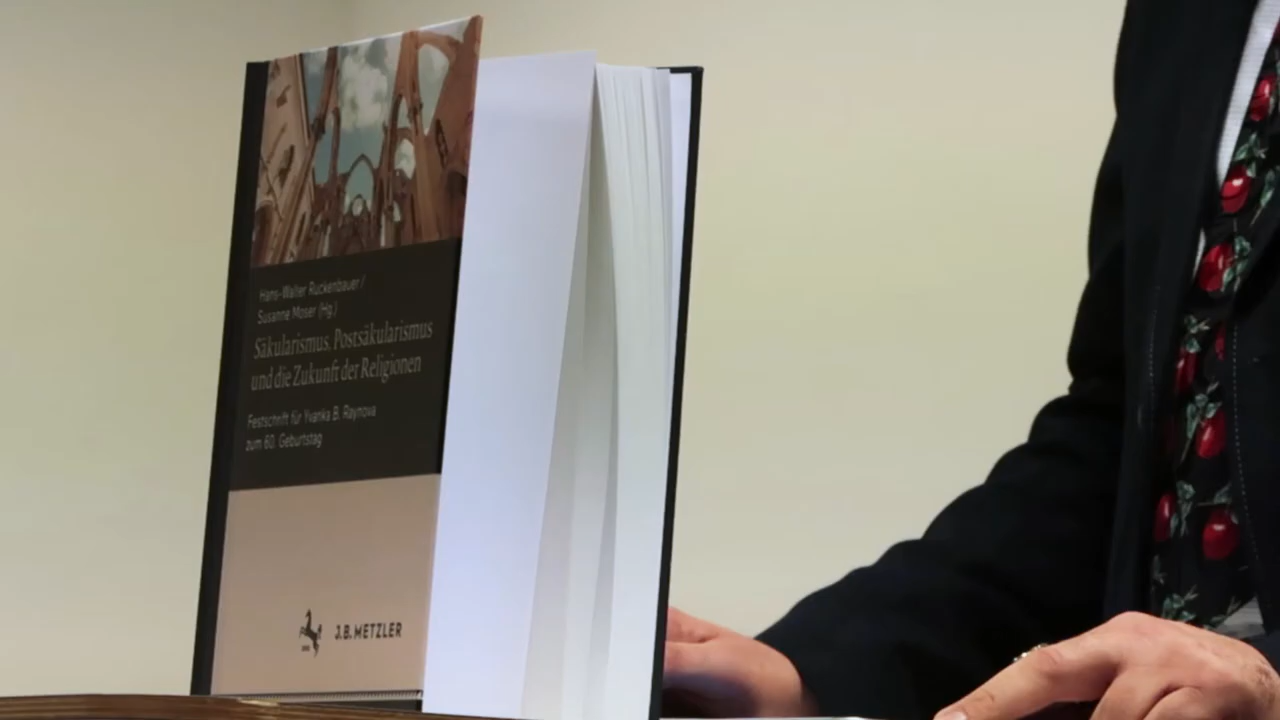 Hans-Walter Ruckenbauer /
Susanne Moser (Hg.)
Säkularismus, Postsäkularismus
und die Zukunft der Religionen
Festschrift für Yvanka B. Raynova
zum 60. Geburtstag
J.B. METZLER